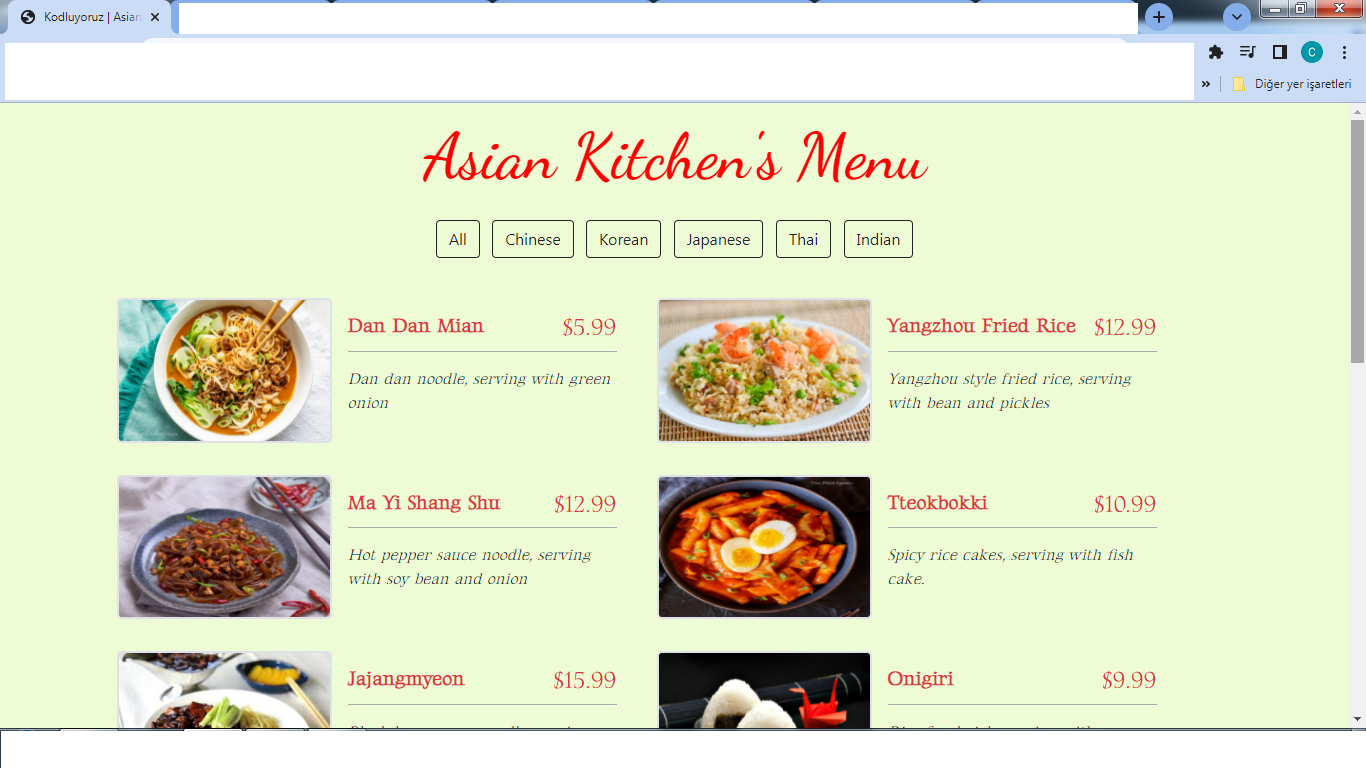 Kodluyoruz | Asian
C
Diğer yer işaretleri
Asian Kitchen's Menu
All Chinese Korean Japanese Thai Indian
Dan Dan Mian $5.99
Dan dan noodle, serving with green
onion
Yangzhou Fried Rice $12.99
Yangzhou style fried rice, serving
with bean and pickles
Ma Yi Shang Shu $12.99
Hot pepper sauce noodle, serving
with soy bean and onion
Tteokbokki $10.99
Spicy rice cakes, serving with fish
cake.
Jajangmyeon $15.99
Onigiri $9.99